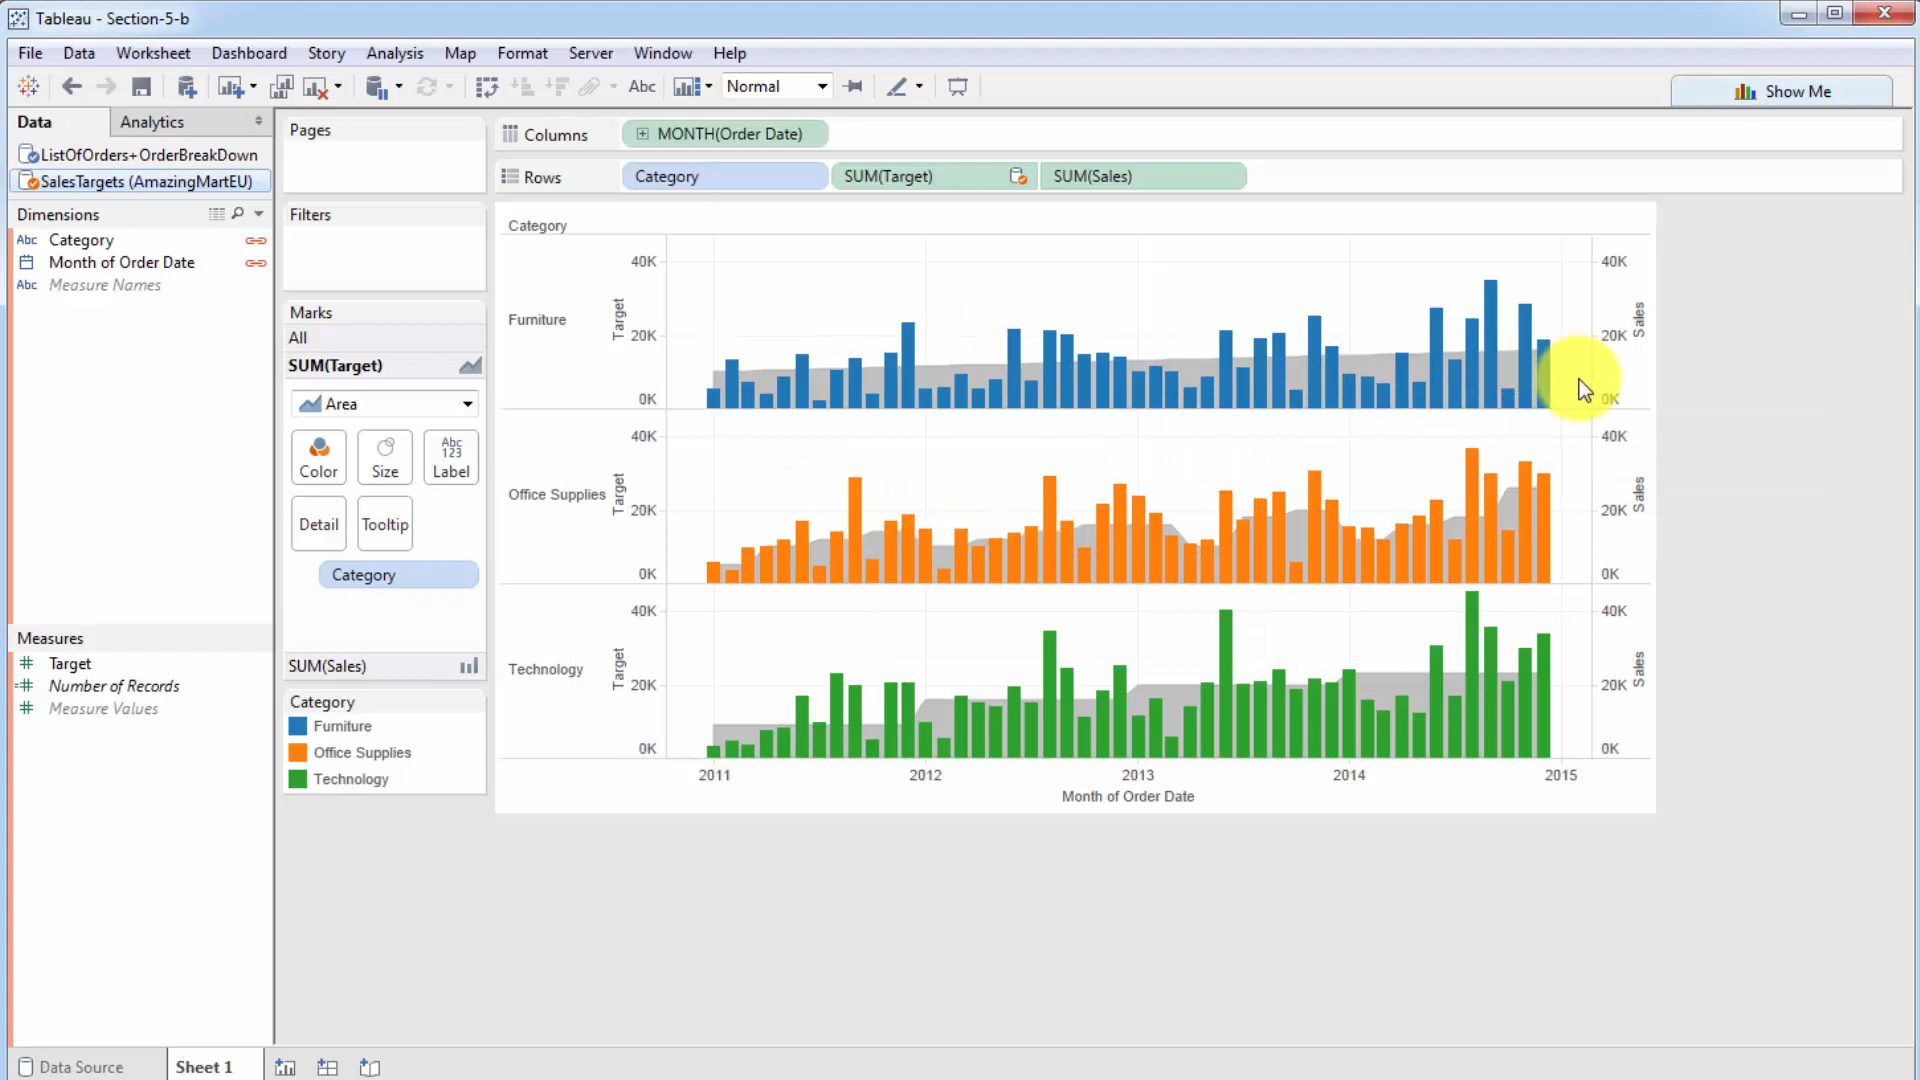 Tableau - Section-5-b
File Data Worksheet Dashboard Story Analysis Map Format Server Window Help
Abc Normal Show Me
Data Analytics
ListOfOrders+OrderBreakDown
SalesTargets (AmazingMartEU)
Dimensions
Abc Category
Month of Order Date
Abc Measure Names
Measures
Target
Number of Records
Measure Values
Pages
Filters
Marks
All
SUM(Target)
Area
Color
Size
Abc
123
Label
Detail
Tooltip
Category
SUM(Sales)
Category
Furniture
Office Supplies
Technology
Columns MONTH(Order Date)
Rows Category SUM(Target) SUM(Sales)
Category
Furniture
Target
40K
20K
0K
40K
20K
0K
Sales
Office Supplies
Target
40K
20K
0K
40K
20K
0K
Sales
Technology
Target
40K
20K
0K
40K
20K
0K
Sales
2011 2012 2013 2014 2015
Month of Order Date
Data Source Sheet 1